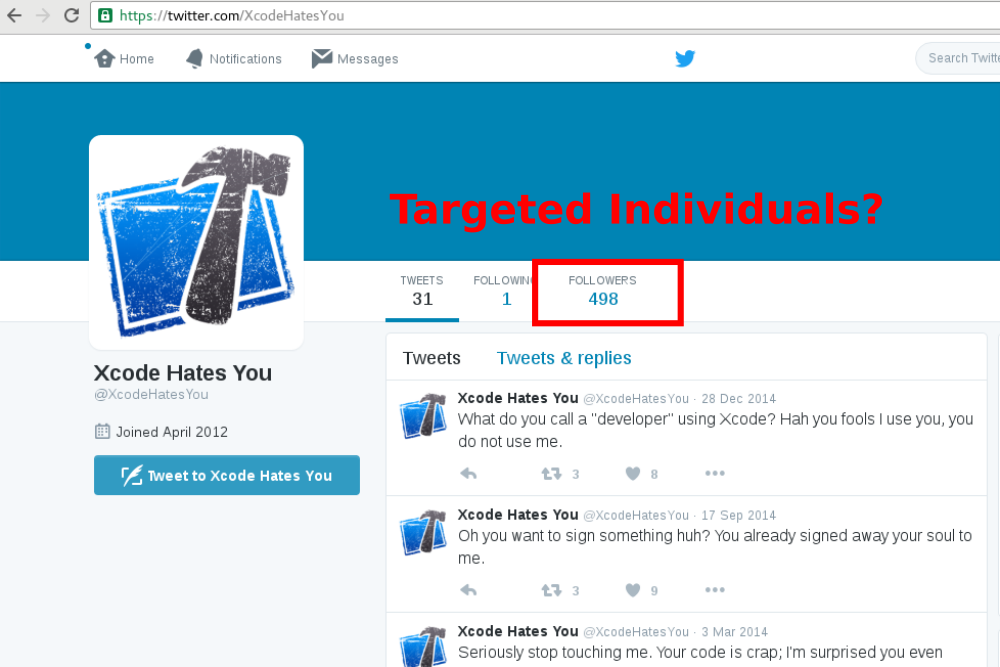 https://twitter.com/XcodeHatesYou
Home
Notifications
Messages
Search Twitte
Targeted Individuals?
TWEETS
31
FOLLOWING
1
FOLLOWERS
498
Xcode Hates You
@XcodeHatesYou
Joined April 2012
Tweet to Xcode Hates You
Tweets
Tweets & replies
Xcode Hates You @XcodeHatesYou · 28 Dec 2014
What do you call a "developer" using Xcode? Hah you fools I use you, you
do not use me.
3
8
Xcode Hates You @XcodeHatesYou · 17 Sep 2014
Oh you want to sign something huh? You already signed away your soul to
me.
3
9
Xcode Hates You @XcodeHatesYou · 3 Mar 2014
Seriously stop touching me. Your code is crap; I'm surprised you even